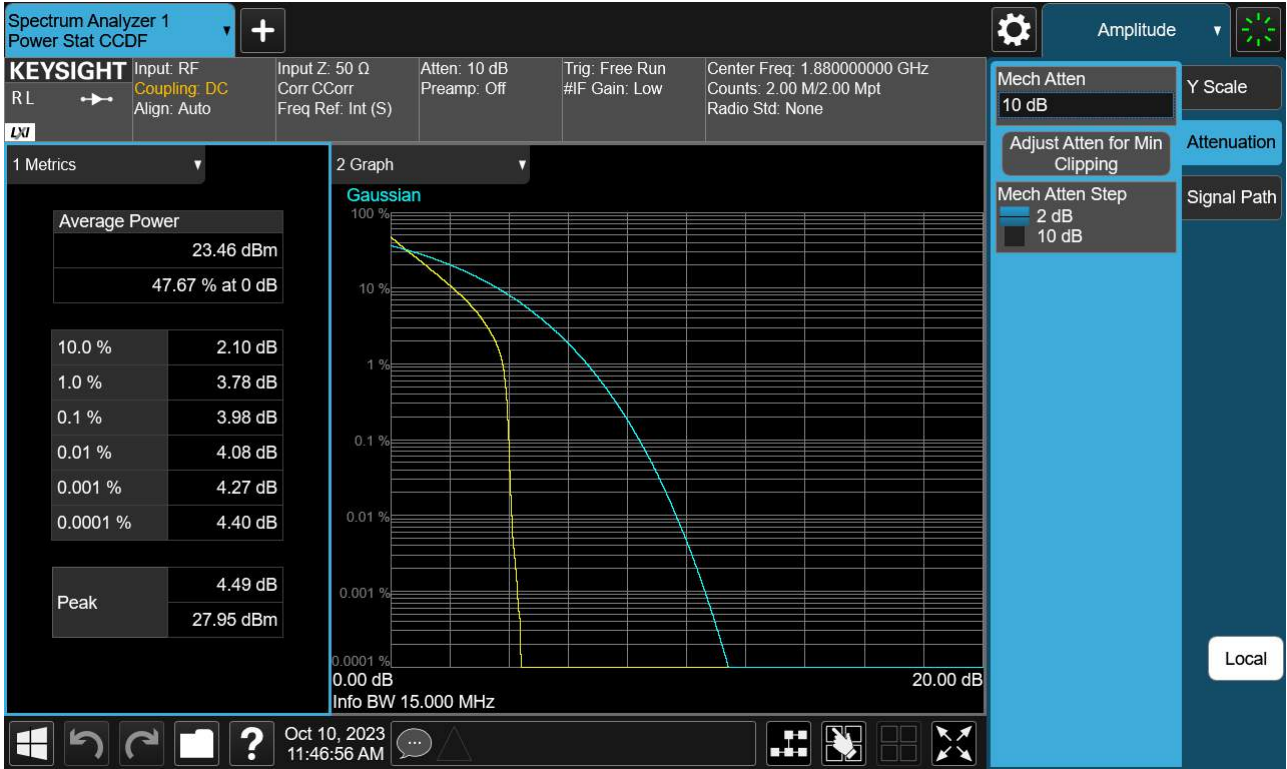 Spectrum Analyzer 1
Power Stat CCDF
Amplitude
KEYSIGHT
R L
LXI
Input: RF
Coupling: DC
Align: Auto
Input Z: 50 Ω
Corr CCorr
Freq Ref: Int (S)
Atten: 10 dB
Preamp: Off
Trig: Free Run
#IF Gain: Low
Center Freq: 1.880000000 GHz
Counts: 2.00 M/2.00 Mpt
Radio Std: None
Mech Atten
10 dB
Adjust Atten for Min
Clipping
Mech Atten Step
2 dB
10 dB
Y Scale
Attenuation
Signal Path
Local
1 Metrics
Average Power
23.46 dBm
47.67 % at 0 dB
10.0 % 2.10 dB
1.0 % 3.78 dB
0.1 % 3.98 dB
0.01 % 4.08 dB
0.001 % 4.27 dB
0.0001 % 4.40 dB
Peak
4.49 dB
27.95 dBm
2 Graph
Gaussian
100 %
10 %
1 %
0.1 %
0.01 %
0.001 %
0.0001 %
0.00 dB 20.00 dB
Info BW 15.000 MHz
?
Oct 10, 2023
11:46:56 AM